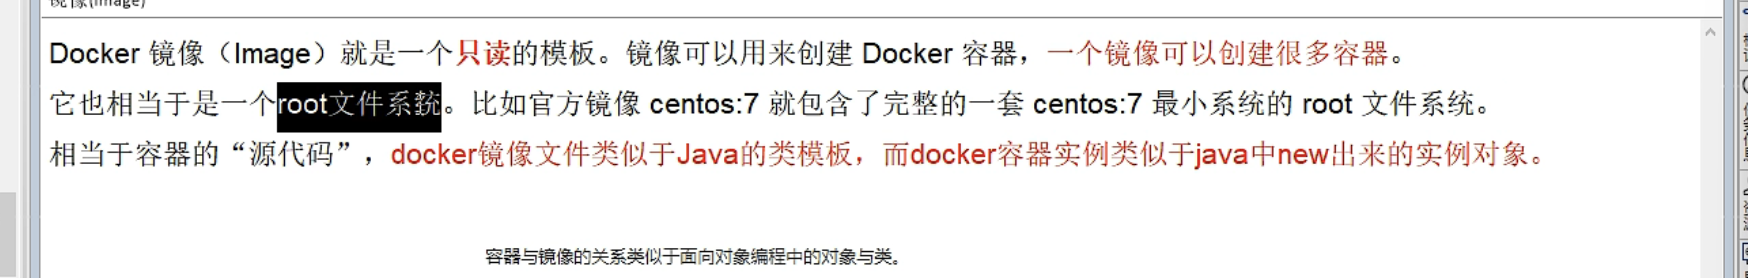 镜像(image)
Docker 镜像（Image）就是一个只读的模板。镜像可以用来创建 Docker 容器，一个镜像可以创建很多容器。
它也相当于是一个root文件系统。比如官方镜像 centos:7 就包含了完整的一套 centos:7 最小系统的 root 文件系统。
相当于容器的“源代码”，docker镜像文件类似于Java的类模板，而docker容器实例类似于java中new出来的实例对象。
容器与镜像的关系类似于面向对象编程中的对象与类。